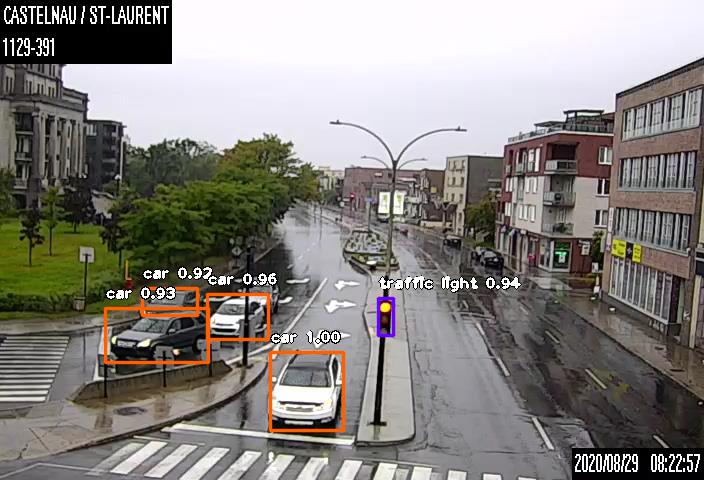 CASTELNAU / ST-LAURENT
1129-391
car 0.92
car 0.96
car 0.93
traffic light 0.94
car 1.00
2020/08/29 08:22:57